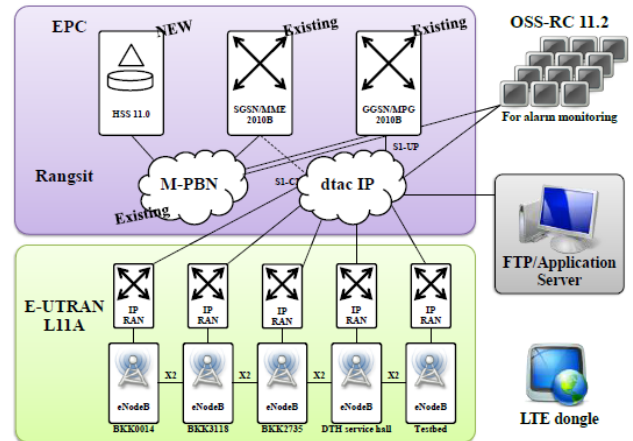 EPC
NEW
Existing
Existing
OSS-RC 11.2
HSS 11.0
SGSN/MME
2010B
GGSN/MPG
2010B
For alarm monitoring
S1-UP
Rangsit
M-PBN
S1-C
dtac IP
Existing
FTP/Application
Server
E-UTRAN
L11A
IP
RAN
IP
RAN
IP
RAN
IP
RAN
IP
RAN
X2
X2
X2
X2
eNodeB
eNodeB
eNodeB
eNodeB
eNodeB
BKK0014
BKK3118
BKK2735
DTH service hall
Testbed
LTE dongle